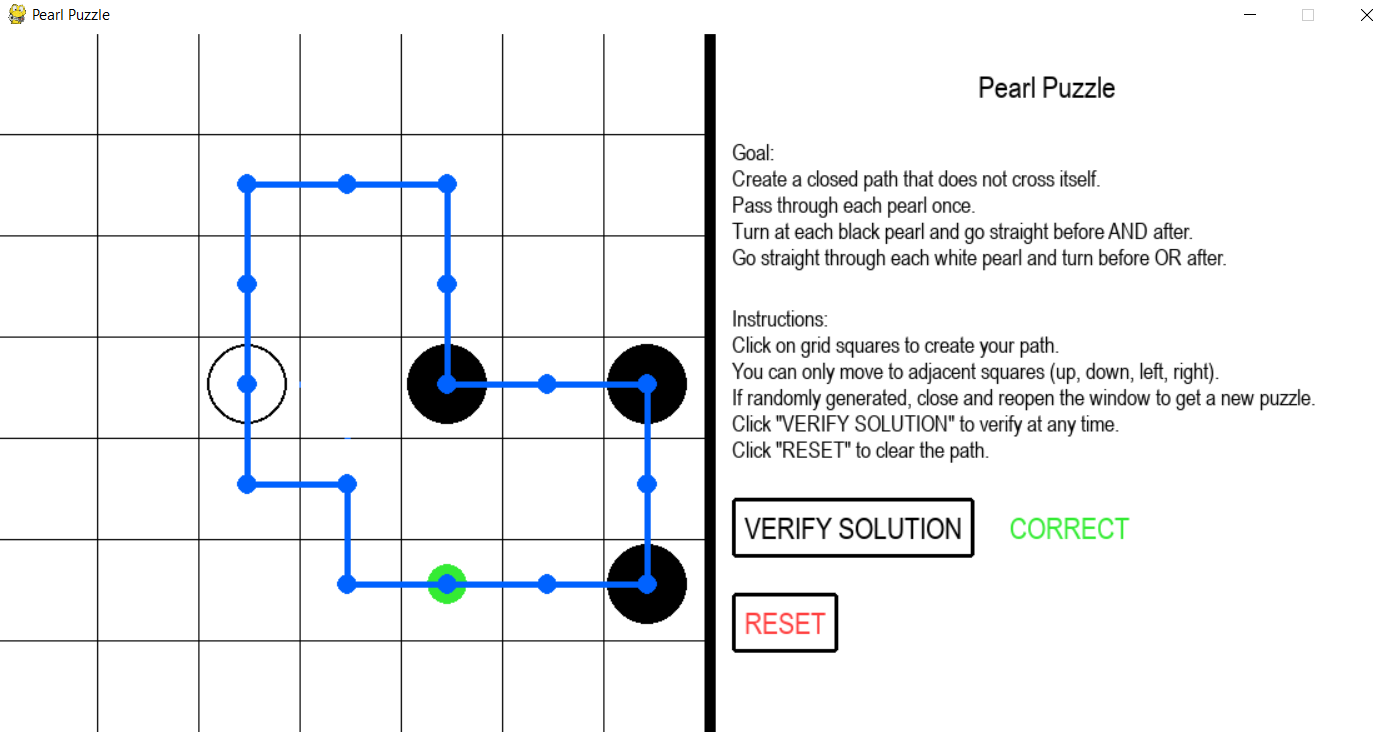 Pearl Puzzle
Pearl Puzzle
Goal:
Create a closed path that does not cross itself.
Pass through each pearl once.
Turn at each black pearl and go straight before AND after.
Go straight through each white pearl and turn before OR after.
Instructions:
Click on grid squares to create your path.
You can only move to adjacent squares (up, down, left, right).
If randomly generated, close and reopen the window to get a new puzzle.
Click "VERIFY SOLUTION" to verify at any time.
Click "RESET" to clear the path.
VERIFY SOLUTION CORRECT
RESET